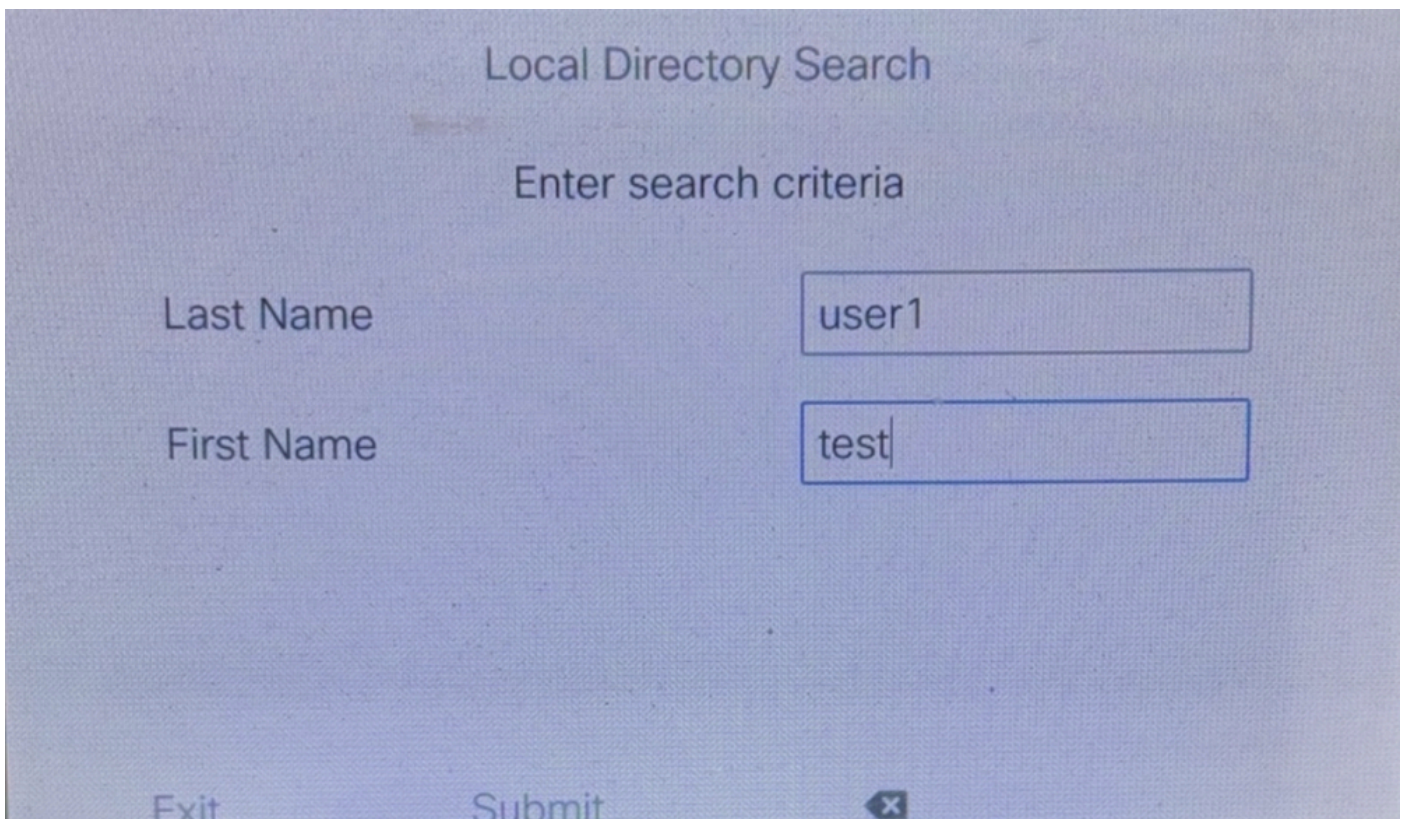 Local Directory Search
Enter search criteria
Last Name user1
First Name test
Exit Submit